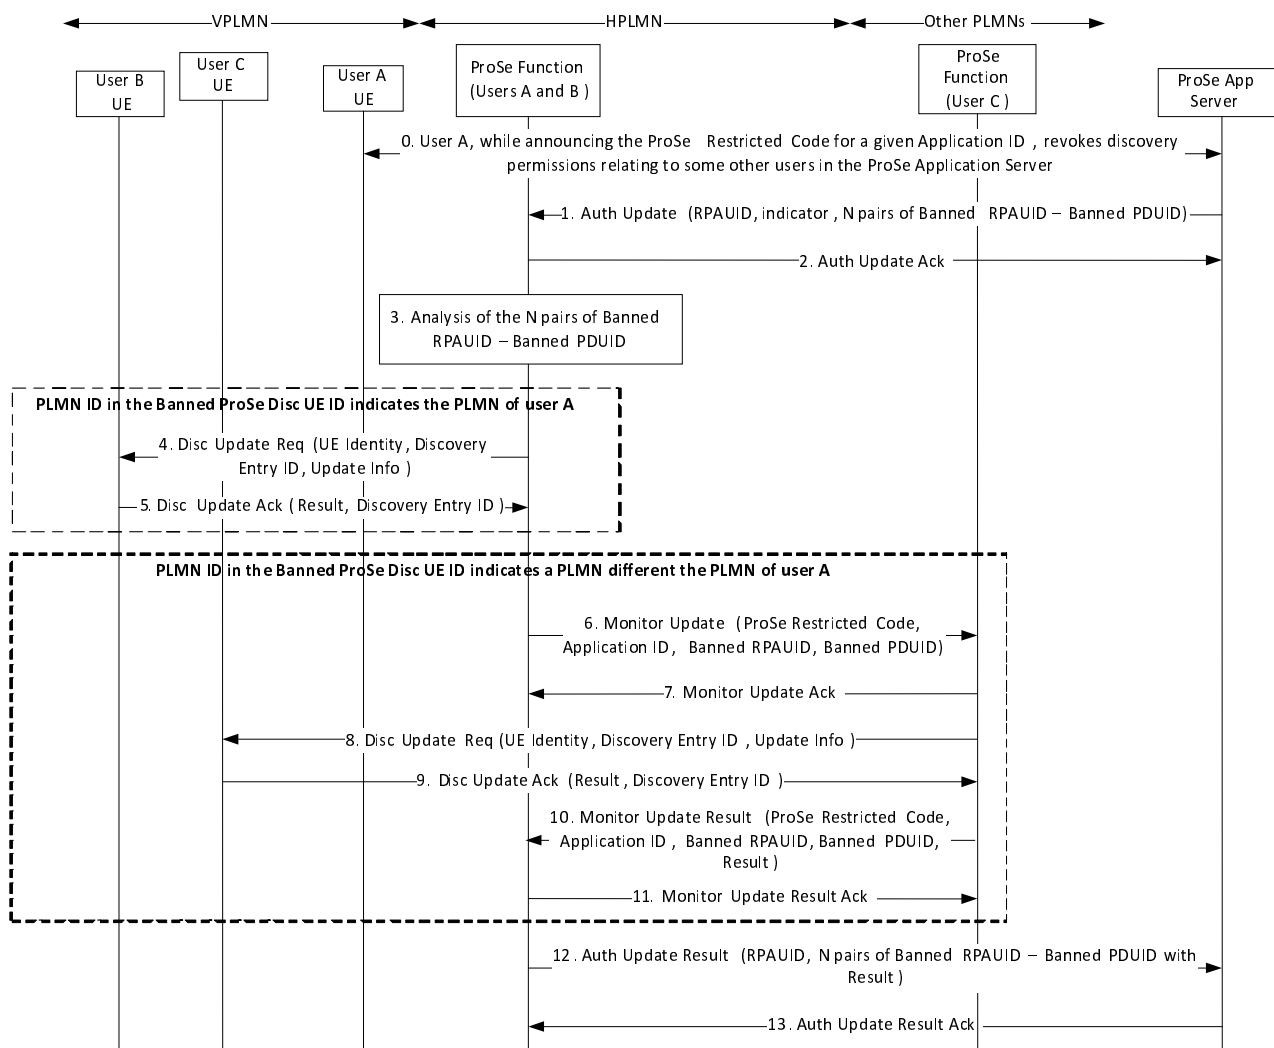 VPLMN
HPLMN
Other PLMNs
User B
UE
User C
UE
User A
UE
ProSe Function
(Users A and B )
ProSe
Function
(User C )
ProSe App
Server
0. User A, while announcing the ProSe Restricted Code for a given Application ID , revokes discovery
permissions relating to some other users in the ProSe Application Server
1. Auth Update (RPAUID, indicator , N pairs of Banned RPAUID – Banned PDUID)
2. Auth Update Ack
3. Analysis of the N pairs of Banned
RPAUID – Banned PDUID
PLMN ID in the Banned ProSe Disc UE ID indicates the PLMN of user A
4. Disc Update Req (UE Identity , Discovery
Entry ID , Update Info )
5. Disc Update Ack ( Result, Discovery Entry ID )
PLMN ID in the Banned ProSe Disc UE ID indicates a PLMN different the PLMN of user A
6. Monitor Update (ProSe Restricted Code,
Application ID , Banned RPAUID, Banned PDUID)
7. Monitor Update Ack
8. Disc Update Req (UE Identity , Discovery Entry ID , Update Info )
9. Disc Update Ack (Result , Discovery Entry ID )
10. Monitor Update Result (ProSe Restricted Code,
Application ID , Banned RPAUID, Banned PDUID,
Result )
11. Monitor Update Result Ack
12 . Auth Update Result (RPAUID, N pairs of Banned RPAUID – Banned PDUID with
Result )
13. Auth Update Result Ack